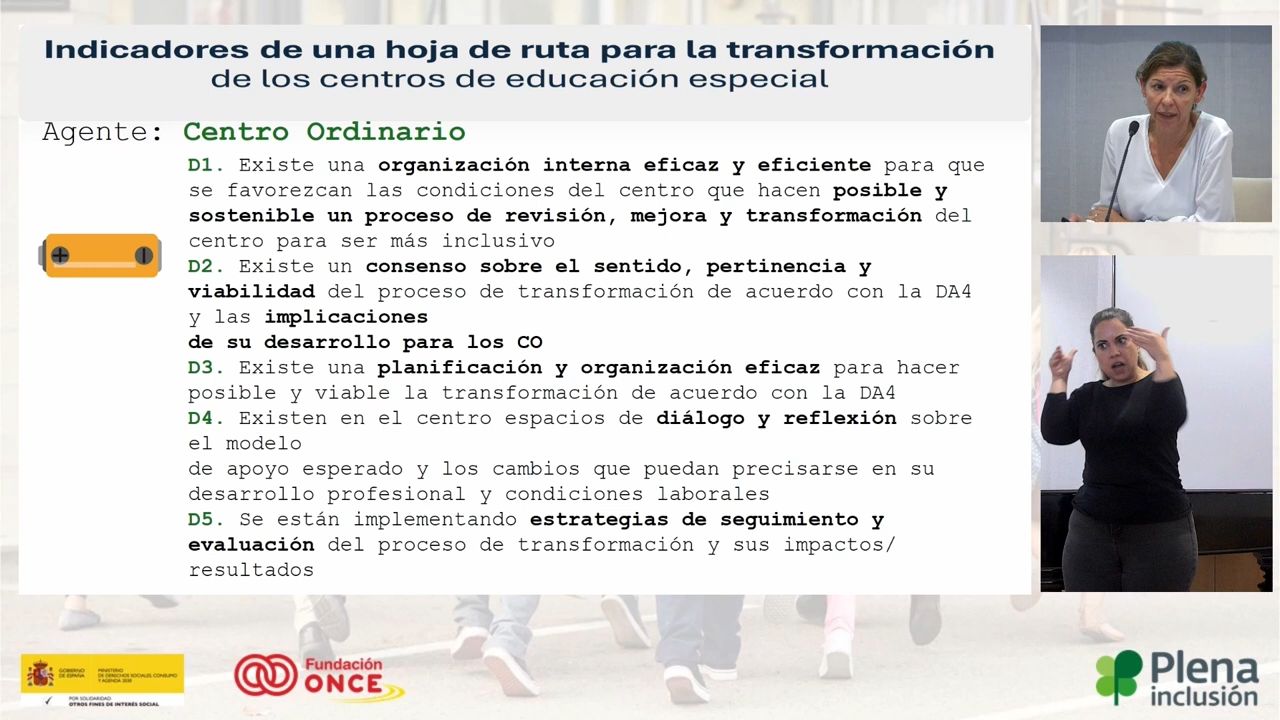 Indicadores de una hoja de ruta para la transformación
de los centros de educación especial
Agente: Centro Ordinario
D1. Existe una organización interna eficaz y eficiente para que
se favorezcan las condiciones del centro que hacen posible y
sostenible un proceso de revisión, mejora y transformación del
centro para ser más inclusivo
D2. Existe un consenso sobre el sentido, pertinencia y
viabilidad del proceso de transformación de acuerdo con la DA4
y las implicaciones
de su desarrollo para los CO
D3. Existe una planificación y organización eficaz para hacer
posible y viable la transformación de acuerdo con la DA4
D4. Existen en el centro espacios de diálogo y reflexión sobre
el modelo
de apoyo esperado y los cambios que puedan precisarse en su
desarrollo profesional y condiciones laborales
D5. Se están implementando estrategias de seguimiento y
evaluación del proceso de transformación y sus impactos/
resultados
GOBIERNO
DE ESPAÑA
MINISTERIO
DE DERECHOS SOCIALES, CONSUMO
Y AGENDA 2030
POR SOLIDARIDAD
OTROS FINES DE INTERÉS SOCIAL
Fundación
ONCE
Plena
inclusión